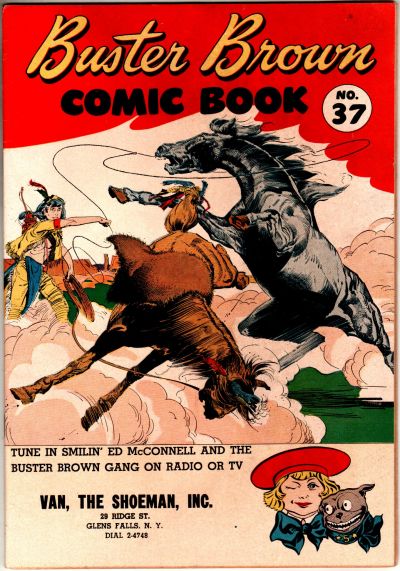 Buster Brown
COMIC BOOK
NO.
37
TUNE IN SMILIN' ED McCONNELL AND THE
BUSTER BROWN GANG ON RADIO OR TV
VAN, THE SHOEMAN, INC.
29 RIDGE ST.
GLENS FALLS, N. Y.
DIAL 2-4748